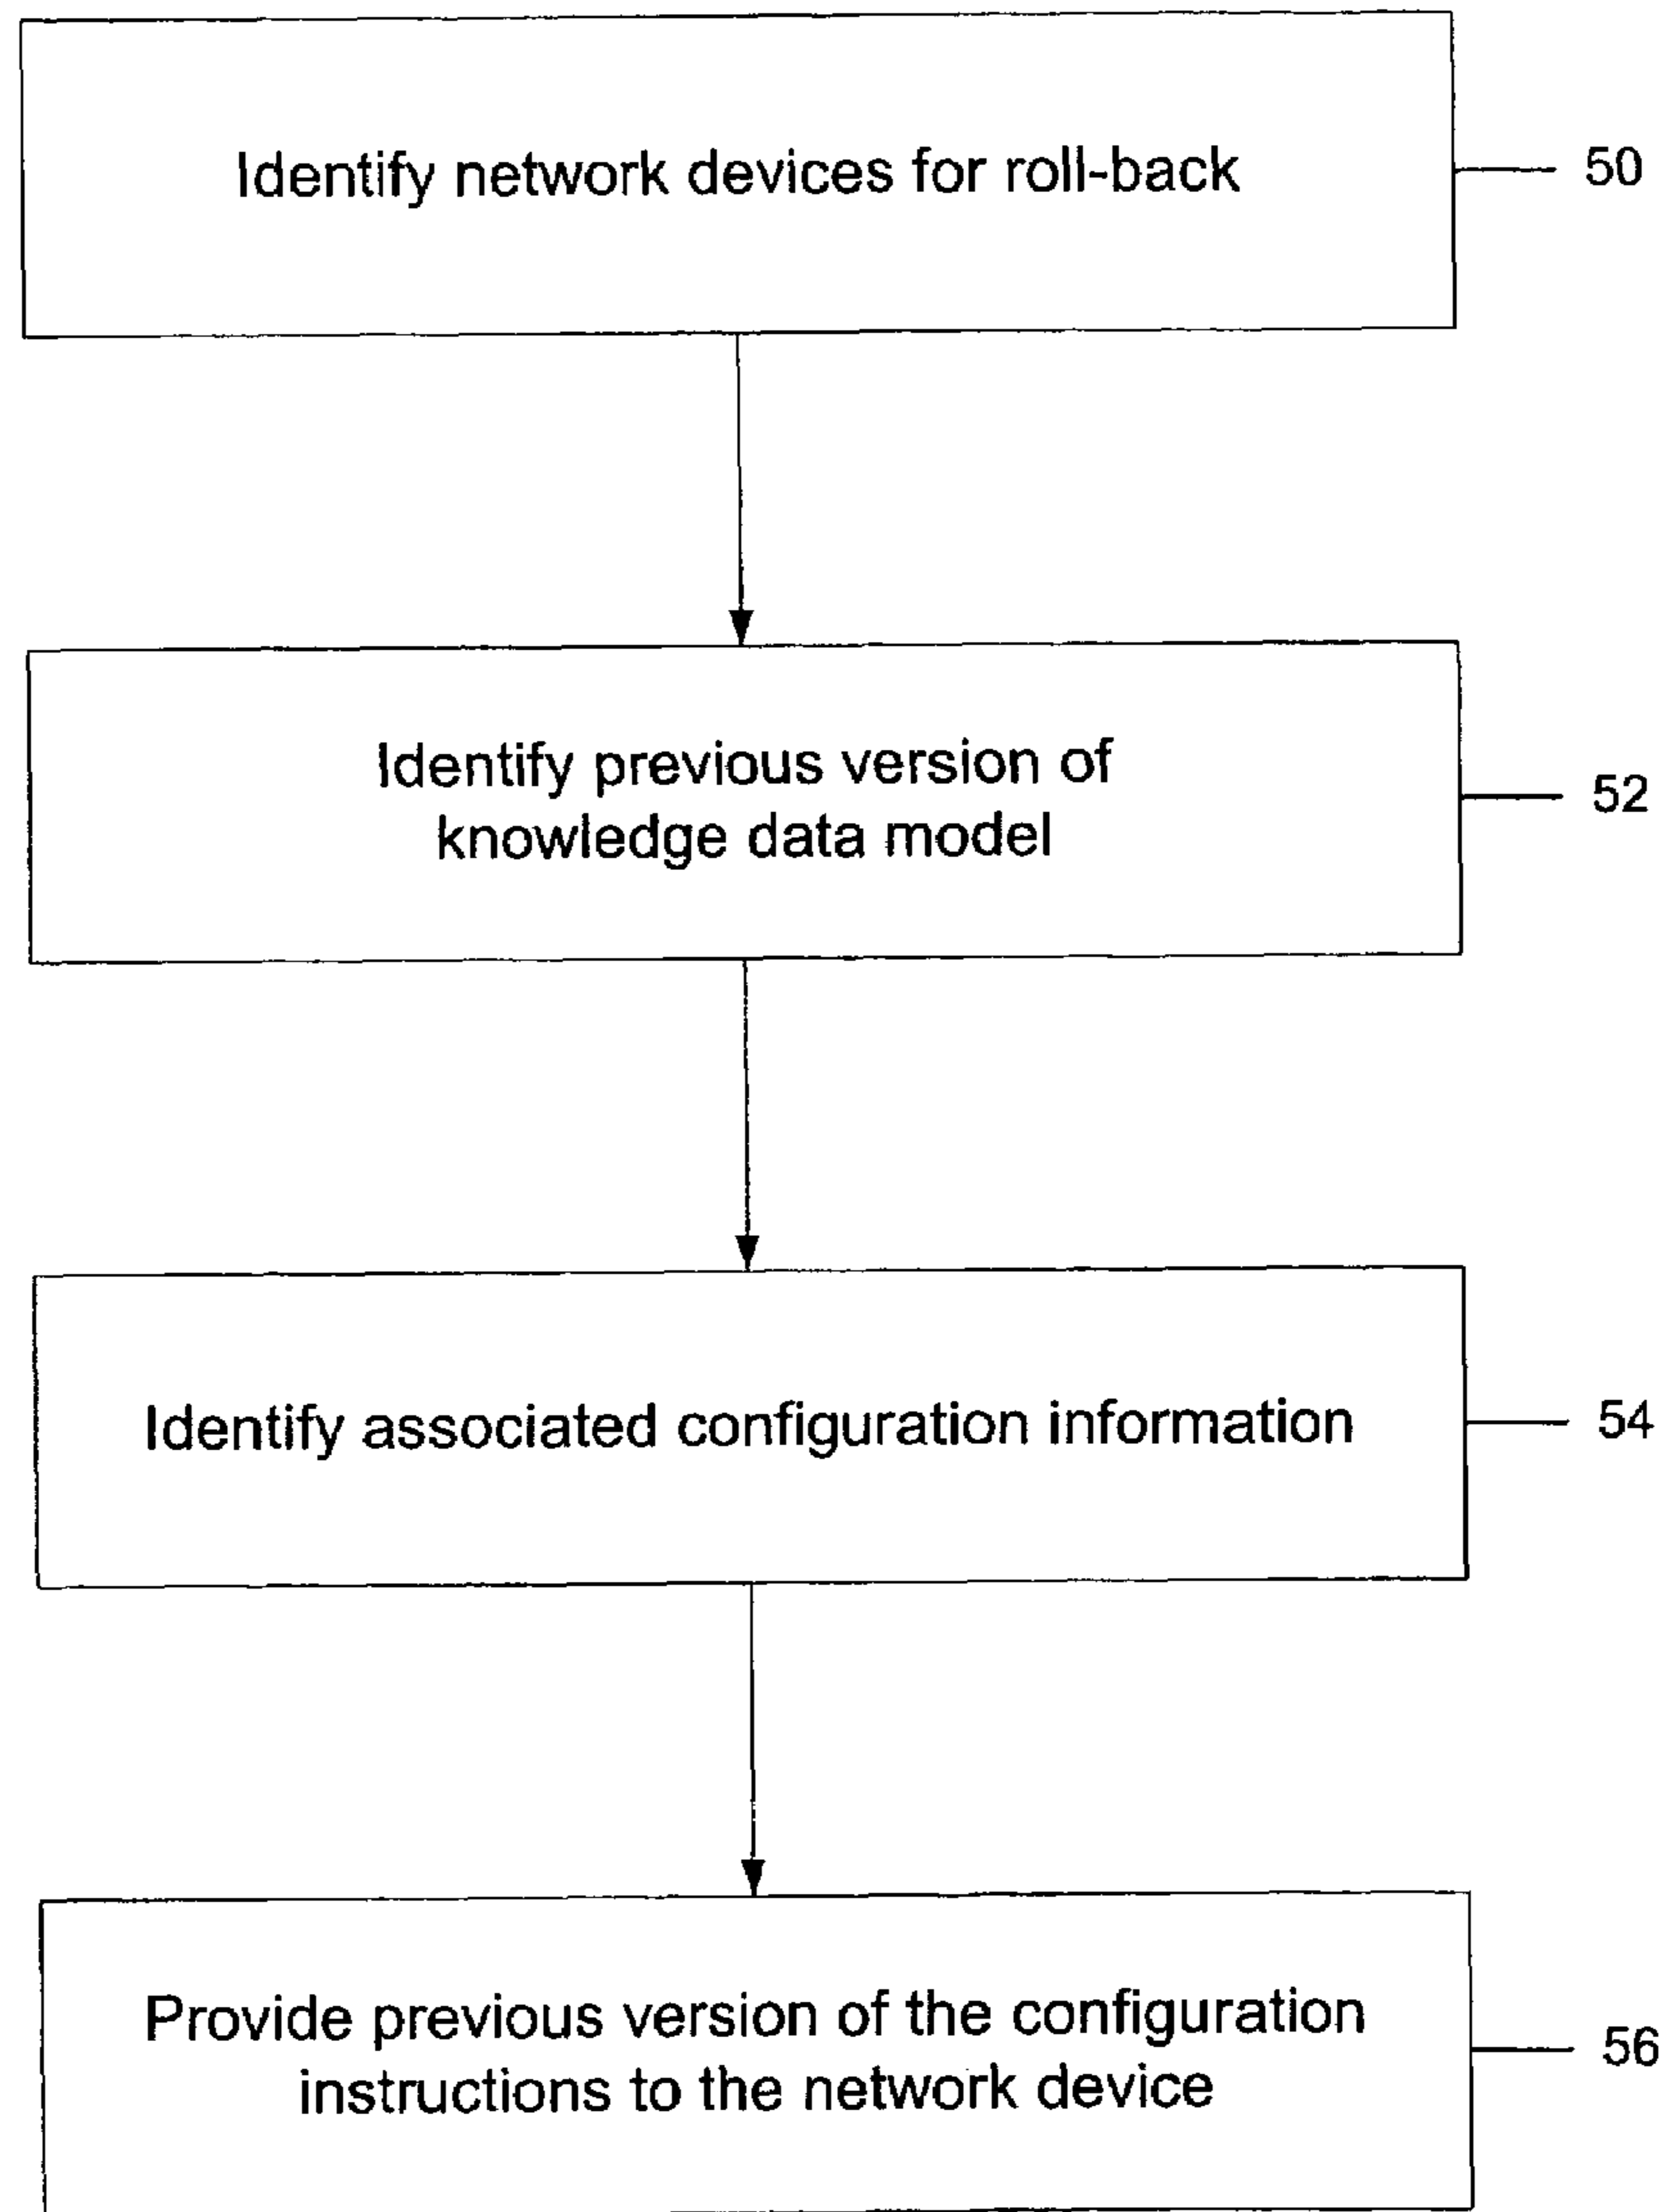 Identify network devices for roll-back
50
Identify previous version of
knowledge data model
52
Identify associated configuration information
54
Provide previous version of the configuration
instructions to the network device
56